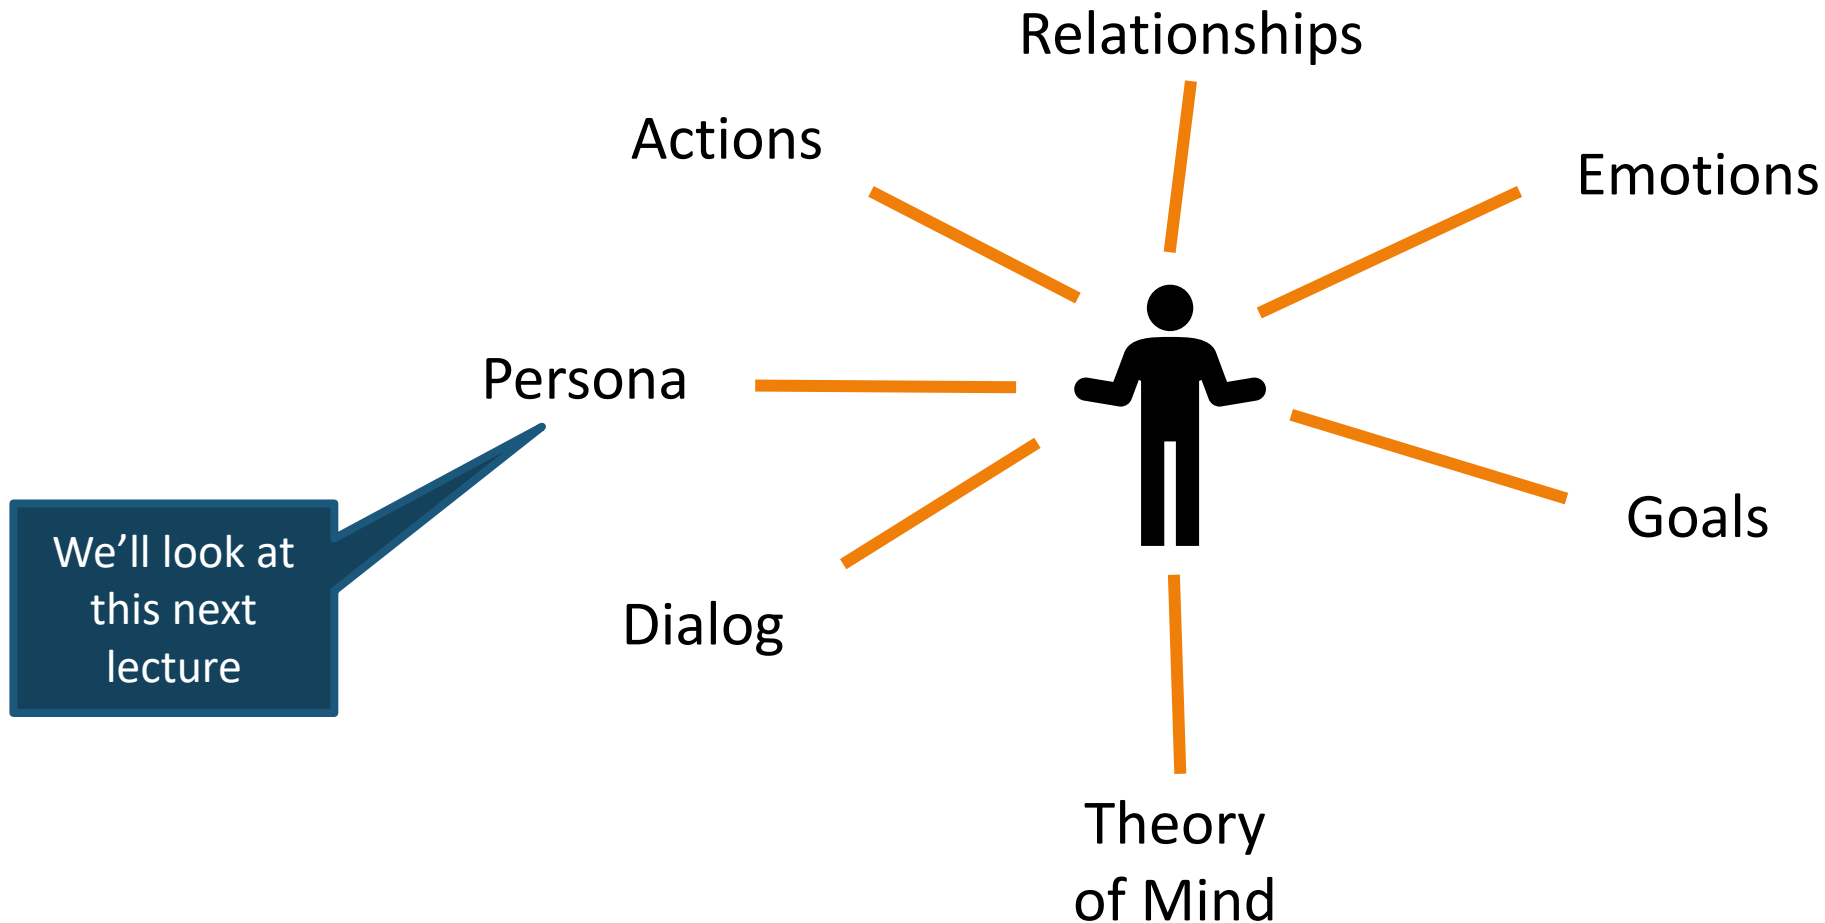 Relationships
Actions
Emotions
Persona
Goals
We’ll look at
this next
lecture
Dialog
Theory
of Mind